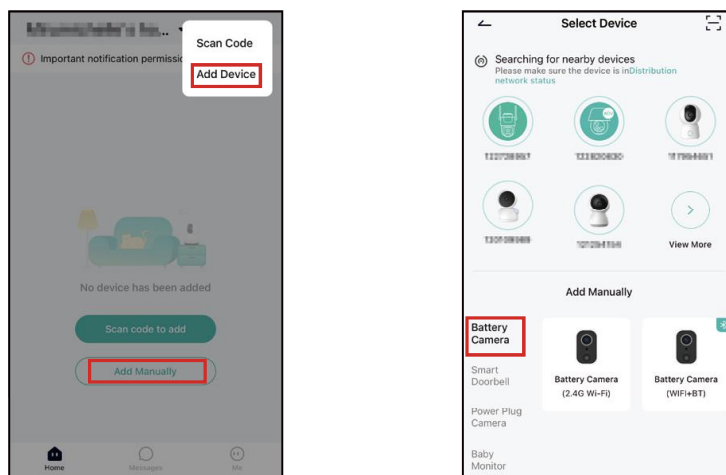 Scan Code
Important notification permissic
Add Device
No device has been added
Scan code to add
Add Manually
Home
Messages
Me
Select Device
Searching for nearby devices
Please make sure the device is inDistribution
network status
View More
Add Manually
Battery
Camera
Smart
Doorbell
Power Plug
Camera
Baby
Monitor
Battery Camera
(2.4G Wi-Fi)
Battery Camera
(WIFI+BT)